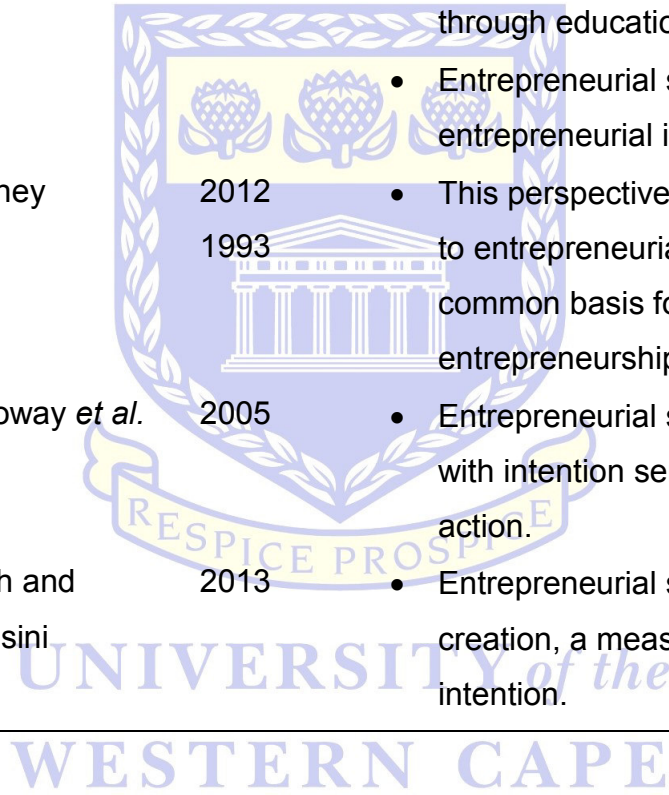 through educatio
• Entrepreneurial s
entrepreneurial i
ney 2012 • This perspective
1993 to entrepreneuria
common basis fo
entrepreneurship
oway et al. 2005 • Entrepreneurial s
with intention se
action.
h and 2013 • Entrepreneurial s
sini creation, a meas
intention.
RESPICE PROSPICE
UNIVERSITY of the
WESTERN CAPE